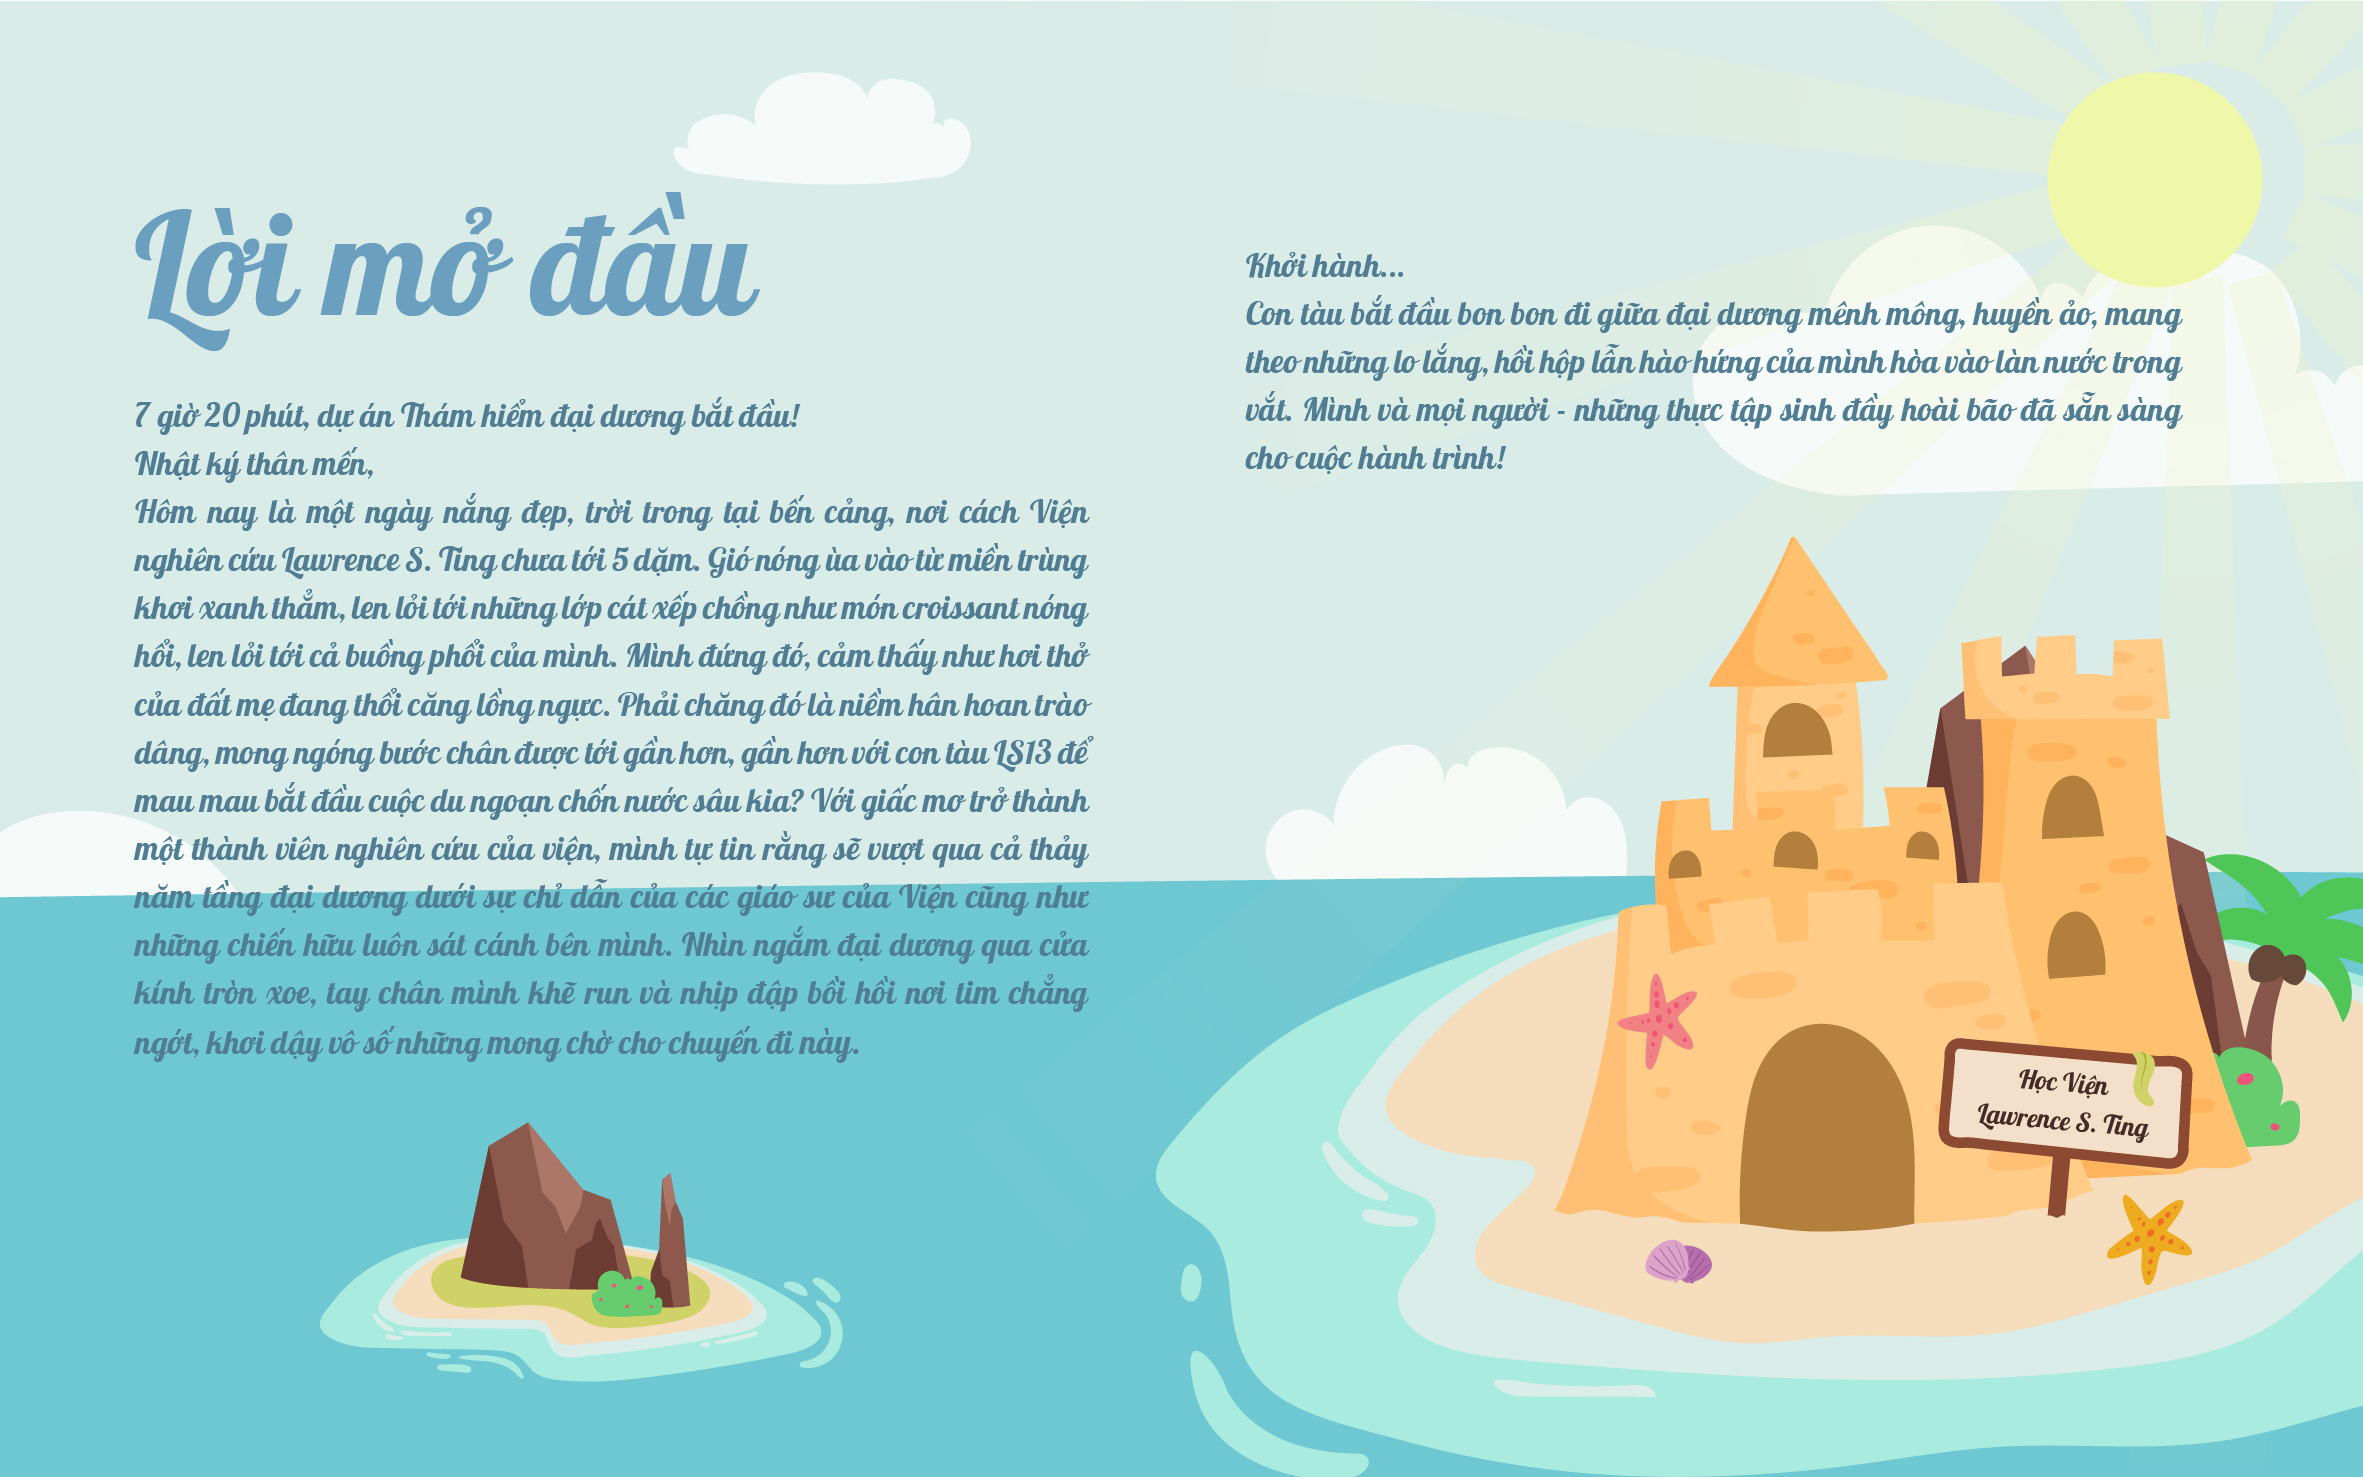 Lời mở đầu
7 giờ 20 phút, dự án Thám hiểm đại dương bắt đầu!
Nhật ký thân mến,
Hôm nay là một ngày nắng đẹp, trời trong tại bến cảng, nơi cách Viện
nghiên cứu Lawrence S. Ting chưa tới 5 dặm. Gió nóng ùa vào từ miền trùng
khơi xanh thẳm, len lỏi tới những lớp cát xếp chồng như món croissant nóng
hổi, len lỏi tới cả buồng phổi của mình. Mình đứng đó, cảm thấy như hơi thở
của đất mẹ đang thổi căng lồng ngực. Phải chăng đó là niềm hân hoan trào
dâng, mong ngóng bước chân được tới gần hơn, gần hơn với con tàu LS13 để
mau mau bắt đầu cuộc du ngoạn chốn nước sâu kia? Với giấc mơ trở thành
một thành viên nghiên cứu của viện, mình tự tin rằng sẽ vượt qua cả thảy
năm tầng đại dương dưới sự chỉ dẫn của các giáo sư của Viện cũng như
những chiến hữu luôn sát cánh bên mình. Nhìn ngắm đại dương qua cửa
kính tròn xoe, tay chân mình khẽ run và nhịp đập bồi hồi nơi tim chẳng
ngớt, khơi dậy vô số những mong chờ cho chuyến đi này.
Khởi hành...
Con tàu bắt đầu bon bon đi giữa đại dương mênh mông, huyền ảo, mang
theo những lo lắng, hồi hộp lẫn hào hứng của mình hòa vào làn nước trong
vắt. Mình và mọi người - những thực tập sinh đầy hoài bão đã sẵn sàng
cho cuộc hành trình!
Học Viện
Lawrence S. Ting